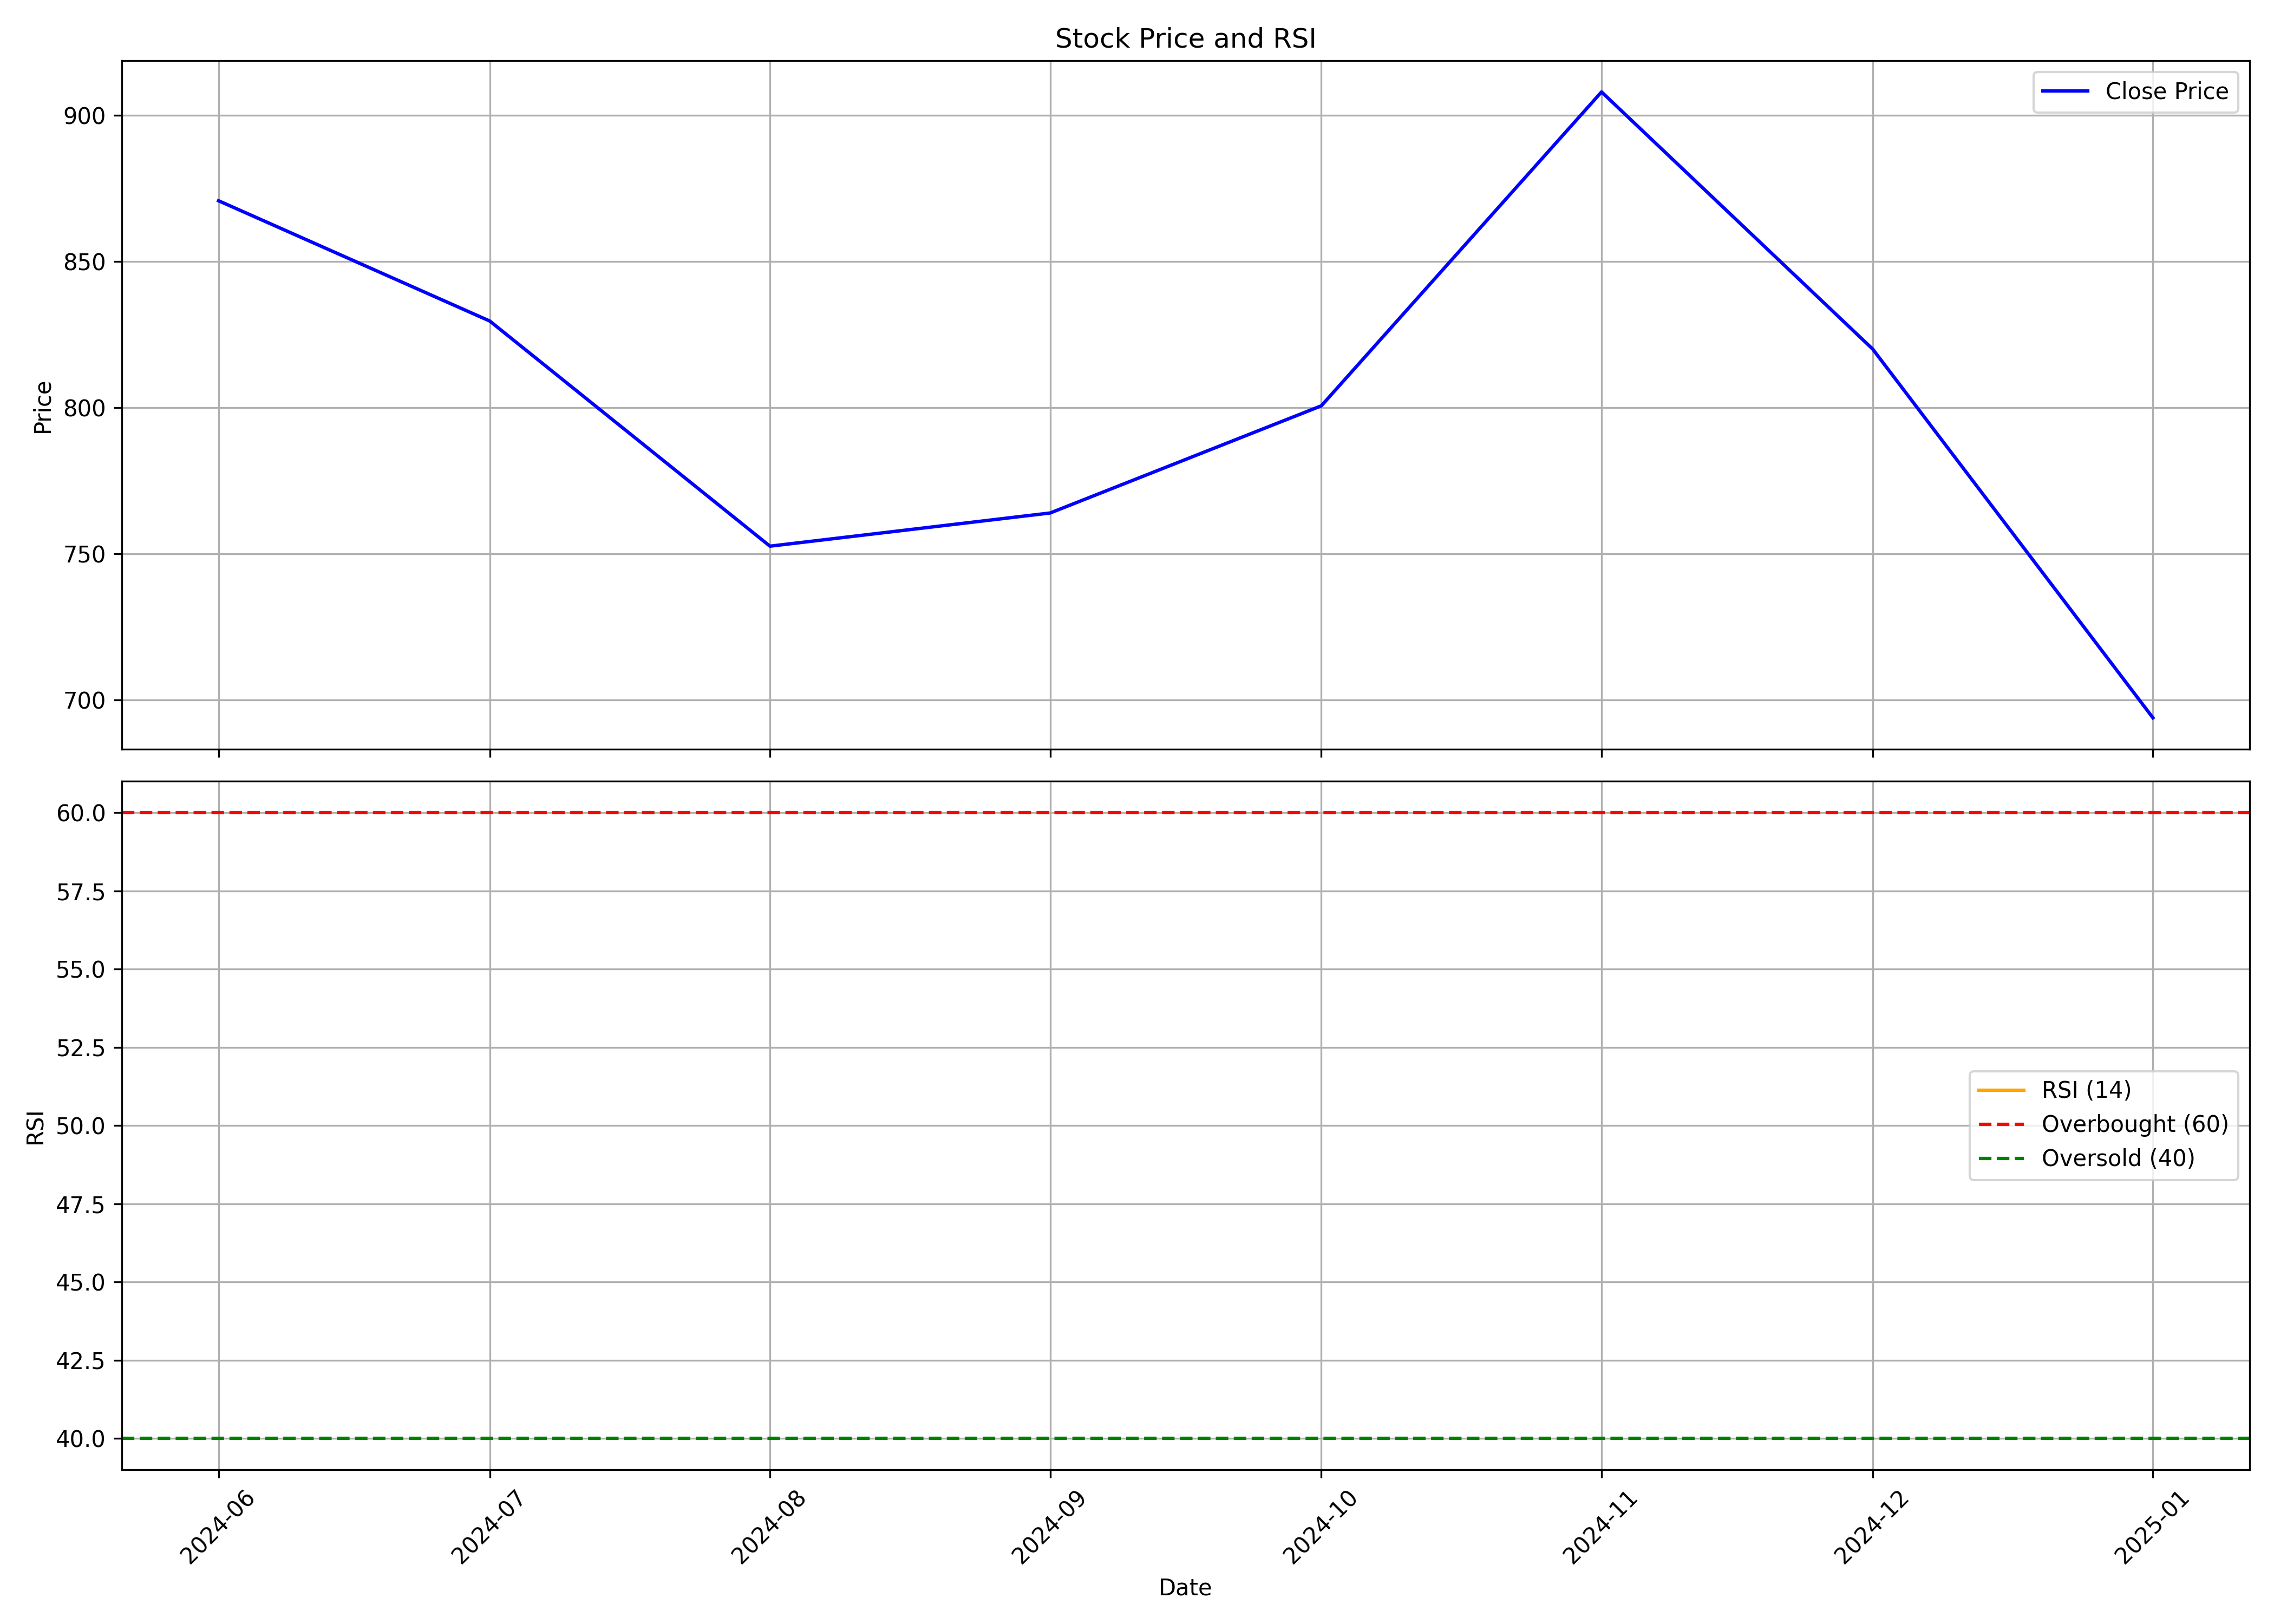 Stock Price and RSI
Close Price
900
850
800
750
700
Price
60.0
57.5
55.0
52.5
50.0
47.5
45.0
42.5
40.0
RSI
RSI (14)
Overbought (60)
Oversold (40)
2024-06
2024-07
2024-08
2024-09
2024-10
2024-11
2024-12
2025-01
Date